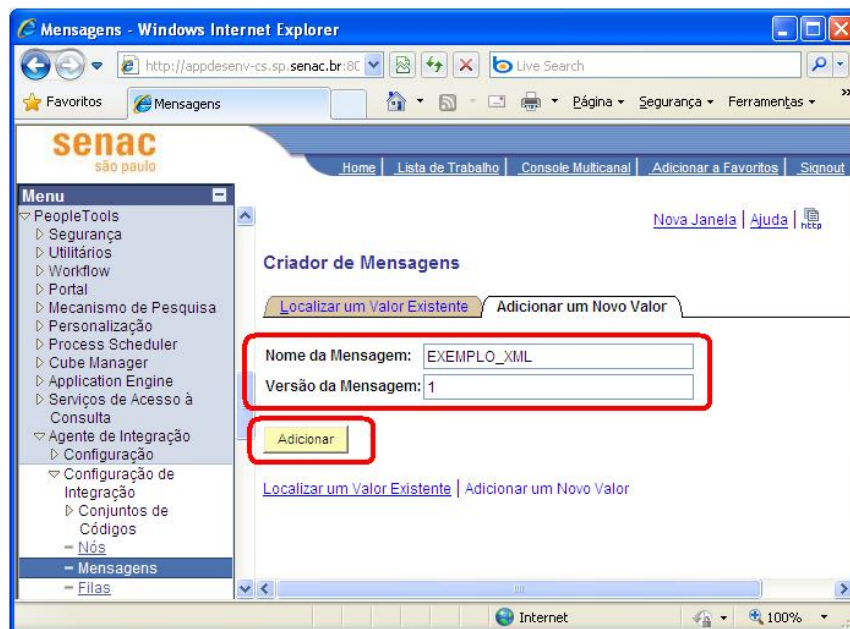 Mensagens - Windows Internet Explorer
http://appdesenv-cs.sp.senac.br:80
Live Search
Favoritos
Mensagens
Página
Segurança
Ferramentas
»
senac
são paulo
Home | Lista de Trabalho | Console Multicanal | Adicionar a Favoritos | Signout
Menu
PeopleTools
Segurança
Utilitários
Workflow
Portal
Mecanismo de Pesquisa
Personalização
Process Scheduler
Cube Manager
Application Engine
Serviços de Acesso à
Consulta
Agente de Integração
Configuração
Configuração de
Integração
Conjuntos de
Códigos
– Nós
– Mensagens
– Filas
Nova Janela | Ajuda | http
Criador de Mensagens
Localizar um Valor Existente
Adicionar um Novo Valor
Nome da Mensagem: EXEMPLO_XML
Versão da Mensagem: 1
Adicionar
Localizar um Valor Existente | Adicionar um Novo Valor
Internet
100%